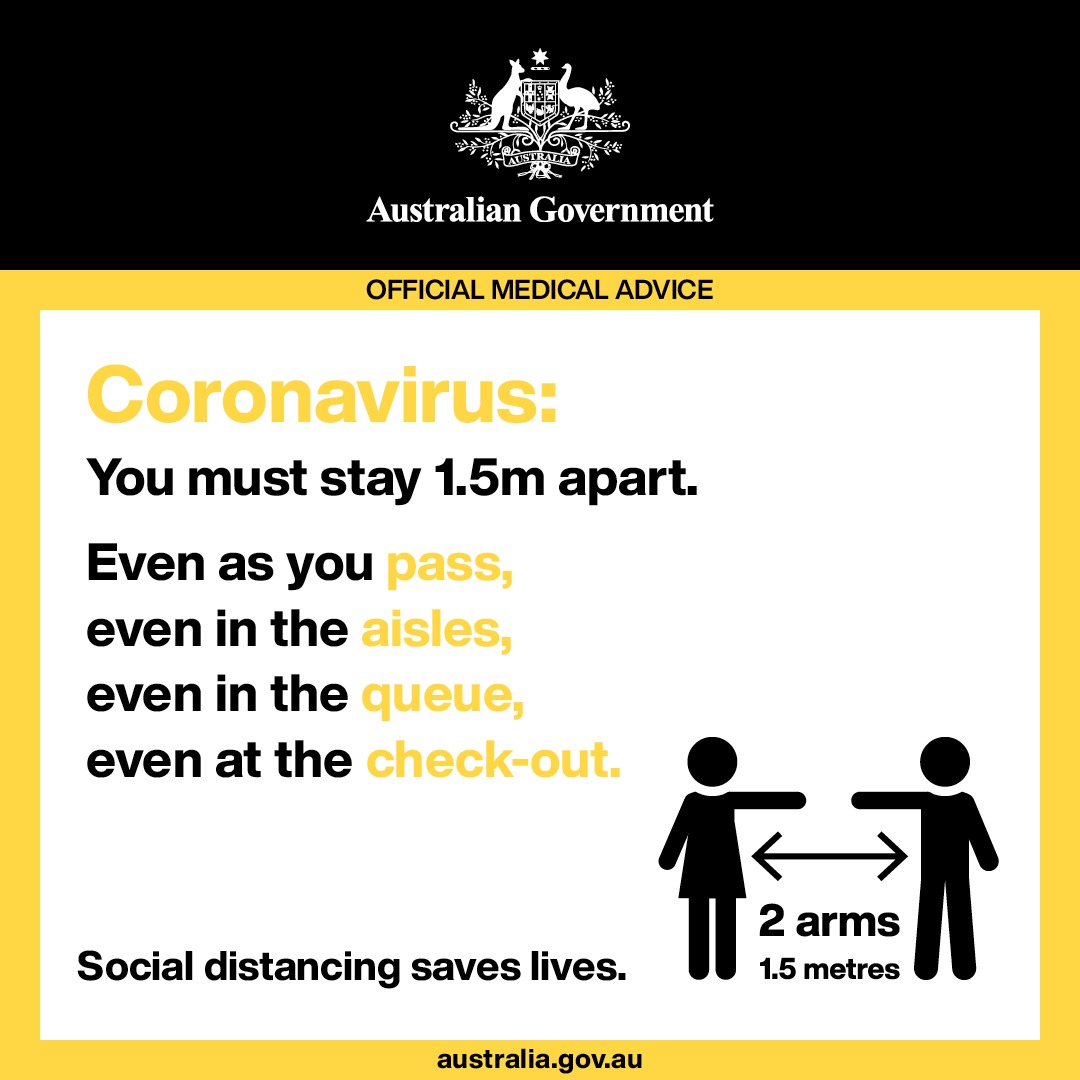 AUSTRALIA
Australian Government
OFFICIAL MEDICAL ADVICE
Coronavirus:
You must stay 1.5m apart.
Even as you pass,
even in the aisles,
even in the queue,
even at the check-out.
2 arms
1.5 metres
Social distancing saves lives.
australia.gov.au